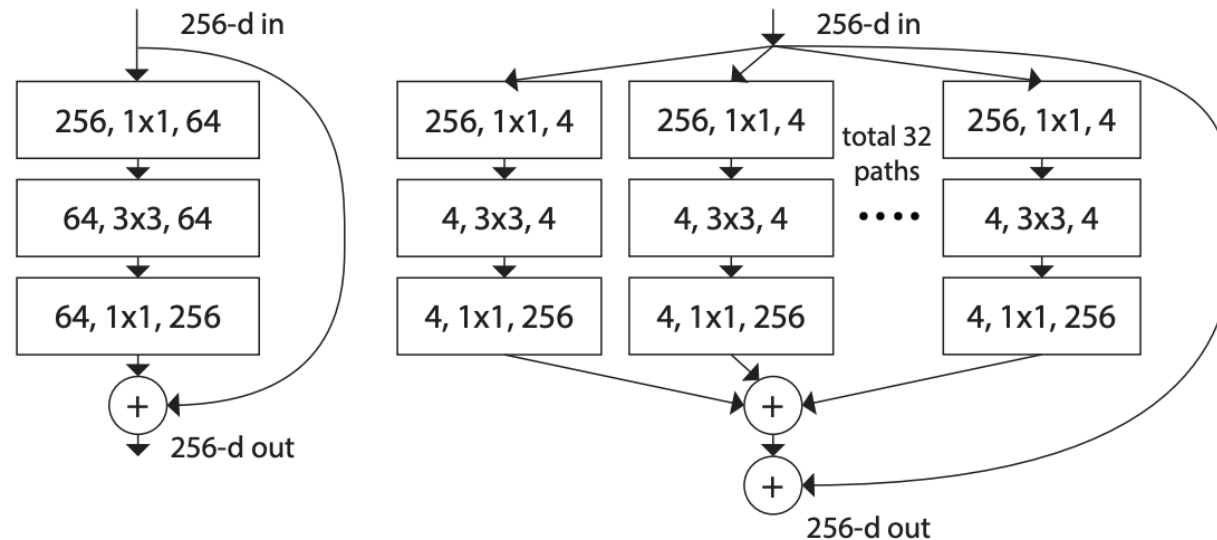 256-d in
256, 1x1, 64
64, 3x3, 64
64, 1x1, 256
+
256-d out
256-d in
256, 1x1, 4
256, 1x1, 4
total 32
paths
256, 1x1, 4
4, 3x3, 4
4, 3x3, 4
....
4, 3x3, 4
4, 1x1, 256
4, 1x1, 256
4, 1x1, 256
+
+
256-d out